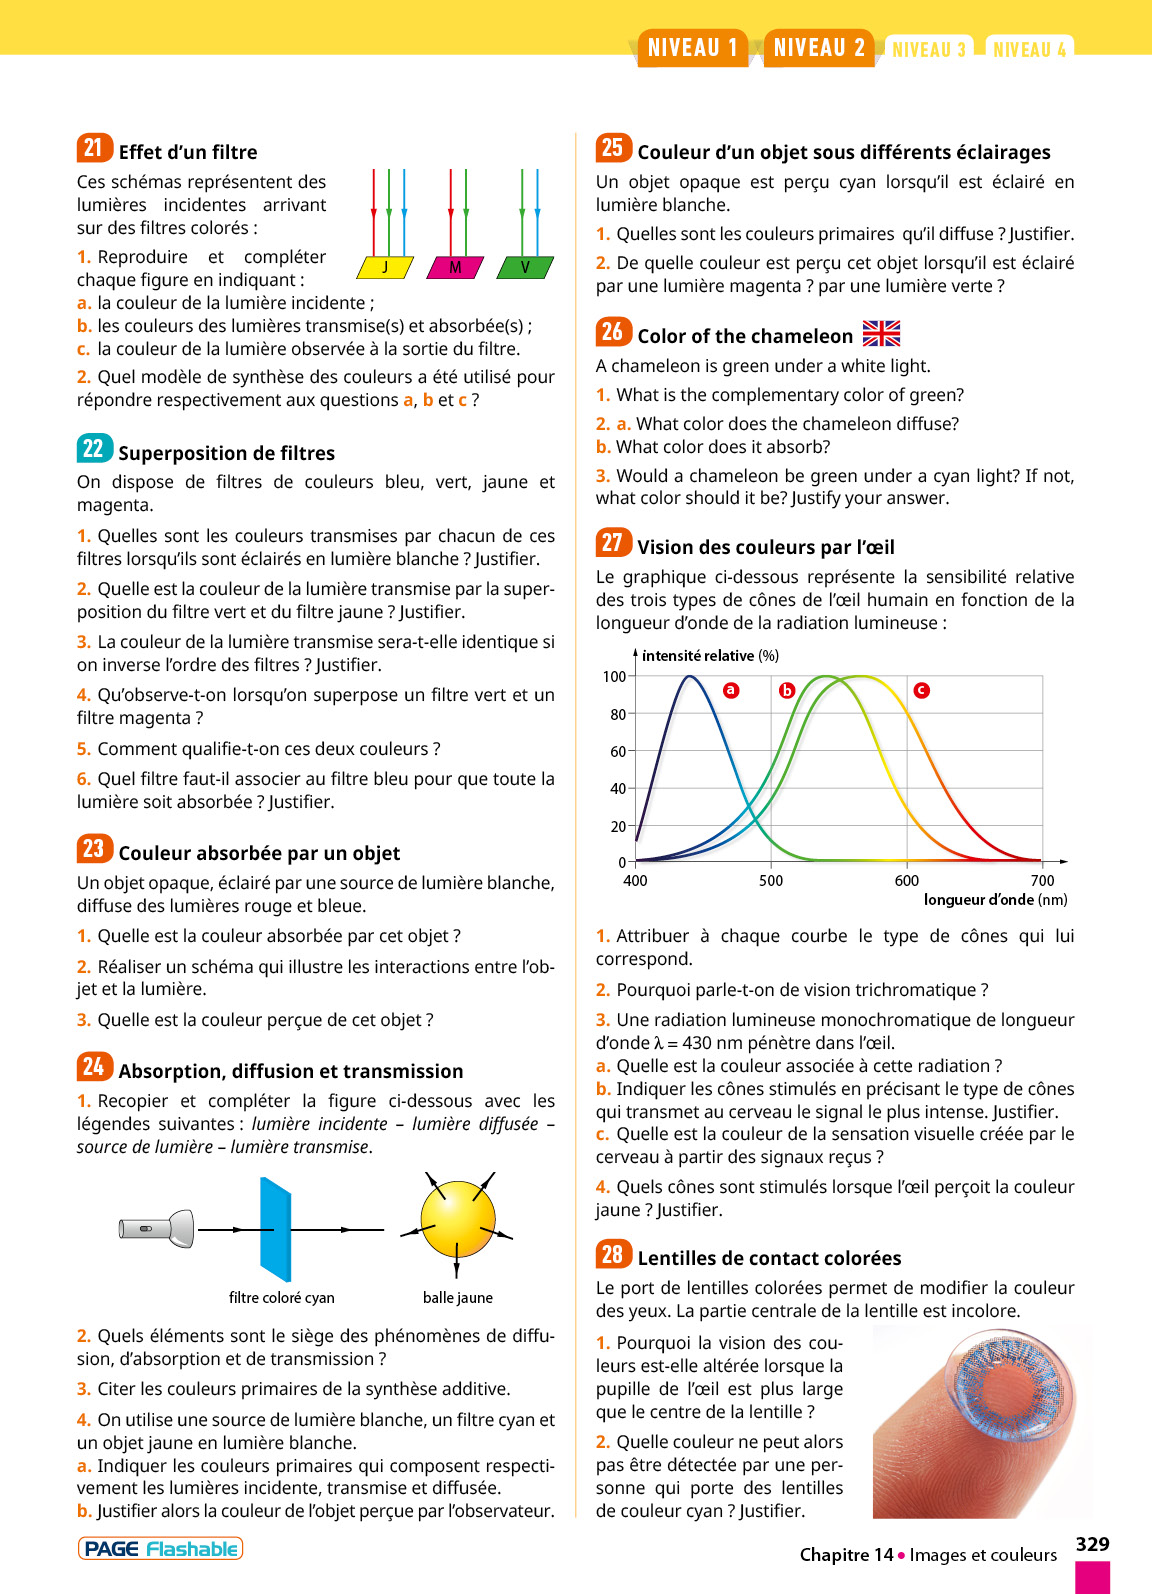 NIVEAU 1 NIVEAU 2 NIVEAU 3 NIVEAU 4
21 Effet d’un filtre
Ces schémas représentent des
lumières incidentes arrivant
sur des filtres colorés :
1. Reproduire et compléter
chaque figure en indiquant :
a. la couleur de la lumière incidente ;
b. les couleurs des lumières transmise(s) et absorbée(s) ;
c. la couleur de la lumière observée à la sortie du filtre.
J M V
2. Quel modèle de synthèse des couleurs a été utilisé pour
répondre respectivement aux questions a, b et c ?
22 Superposition de filtres
On dispose de filtres de couleurs bleu, vert, jaune et
magenta.
1. Quelles sont les couleurs transmises par chacun de ces
filtres lorsqu’ils sont éclairés en lumière blanche ? Justifier.
2. Quelle est la couleur de la lumière transmise par la super-
position du filtre vert et du filtre jaune ? Justifier.
3. La couleur de la lumière transmise sera-t-elle identique si
on inverse l’ordre des filtres ? Justifier.
4. Qu’observe-t-on lorsqu’on superpose un filtre vert et un
filtre magenta ?
5. Comment qualifie-t-on ces deux couleurs ?
6. Quel filtre faut-il associer au filtre bleu pour que toute la
lumière soit absorbée ? Justifier.
23 Couleur absorbée par un objet
Un objet opaque, éclairé par une source de lumière blanche,
diffuse des lumières rouge et bleue.
1. Quelle est la couleur absorbée par cet objet ?
2. Réaliser un schéma qui illustre les interactions entre l’ob-
jet et la lumière.
3. Quelle est la couleur perçue de cet objet ?
24 Absorption, diffusion et transmission
1. Recopier et compléter la figure ci-dessous avec les
légendes suivantes : lumière incidente – lumière diffusée –
source de lumière – lumière transmise.
filtre coloré cyan balle jaune
2. Quels éléments sont le siège des phénomènes de diffu-
sion, d’absorption et de transmission ?
3. Citer les couleurs primaires de la synthèse additive.
4. On utilise une source de lumière blanche, un filtre cyan et
un objet jaune en lumière blanche.
a. Indiquer les couleurs primaires qui composent respecti-
vement les lumières incidente, transmise et diffusée.
b. Justifier alors la couleur de l’objet perçue par l’observateur.
25 Couleur d’un objet sous différents éclairages
Un objet opaque est perçu cyan lorsqu’il est éclairé en
lumière blanche.
1. Quelles sont les couleurs primaires qu’il diffuse ? Justifier.
2. De quelle couleur est perçu cet objet lorsqu’il est éclairé
par une lumière magenta ? par une lumière verte ?
26 Color of the chameleon
A chameleon is green under a white light.
1. What is the complementary color of green?
2. a. What color does the chameleon diffuse?
b. What color does it absorb?
3. Would a chameleon be green under a cyan light? If not,
what color should it be? Justify your answer.
27 Vision des couleurs par l’œil
Le graphique ci-dessous représente la sensibilité relative
des trois types de cônes de l’œil humain en fonction de la
longueur d’onde de la radiation lumineuse :
intensité relative (%)
100
a b c
80
60
40
20
0
400 500 600 700
longueur d’onde (nm)
1. Attribuer à chaque courbe le type de cônes qui lui
correspond.
2. Pourquoi parle-t-on de vision trichromatique ?
3. Une radiation lumineuse monochromatique de longueur
d’onde λ = 430 nm pénètre dans l’œil.
a. Quelle est la couleur associée à cette radiation ?
b. Indiquer les cônes stimulés en précisant le type de cônes
qui transmet au cerveau le signal le plus intense. Justifier.
c. Quelle est la couleur de la sensation visuelle créée par le
cerveau à partir des signaux reçus ?
4. Quels cônes sont stimulés lorsque l’œil perçoit la couleur
jaune ? Justifier.
28 Lentilles de contact colorées
Le port de lentilles colorées permet de modifier la couleur
des yeux. La partie centrale de la lentille est incolore.
1. Pourquoi la vision des cou-
leurs est-elle altérée lorsque la
pupille de l’œil est plus large
que le centre de la lentille ?
2. Quelle couleur ne peut alors
pas être détectée par une per-
sonne qui porte des lentilles
de couleur cyan ? Justifier.
PAGE Flashable
Chapitre 14 • Images et couleurs
329